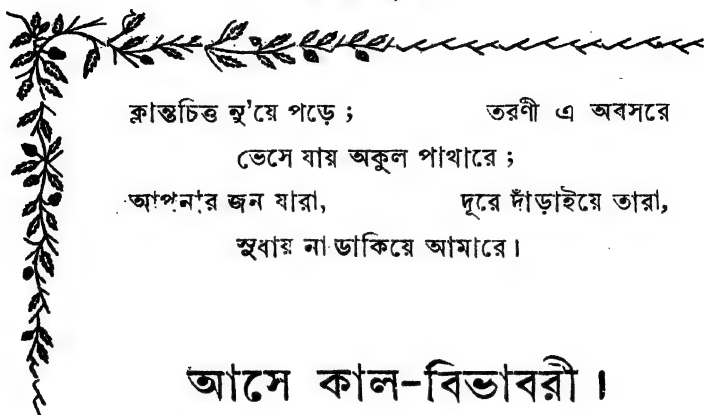 ক্লান্তচিত্ত নু'য়ে পড়ে ; তরণী এ অবসরে
ভেসে যায় অকুল পাথারে ;
আপনার জন যারা, দূরে দাঁড়াইয়ে তারা,
সুধায় না ডাকিয়ে আমারে।
আসে কাল-বিভাবরী।